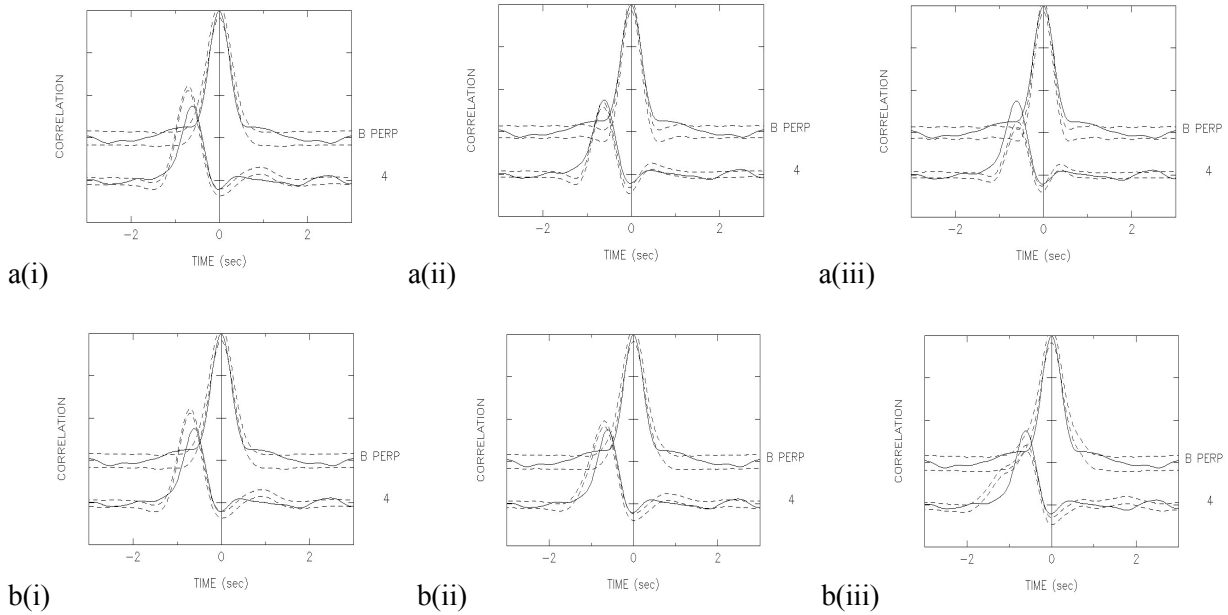 CORRELATION
B PERP
4
-2 0 2
TIME (sec)
a(i)
CORRELATION
B PERP
4
-2 0 2
TIME (sec)
a(ii)
CORRELATION
B PERP
4
-2 0 2
TIME (sec)
a(iii)
CORRELATION
B PERP
4
-2 0 2
TIME (sec)
b(i)
CORRELATION
B PERP
4
-2 0 2
TIME (sec)
b(ii)
CORRELATION
B PERP
4
-2 0 2
TIME (sec)
b(iii)